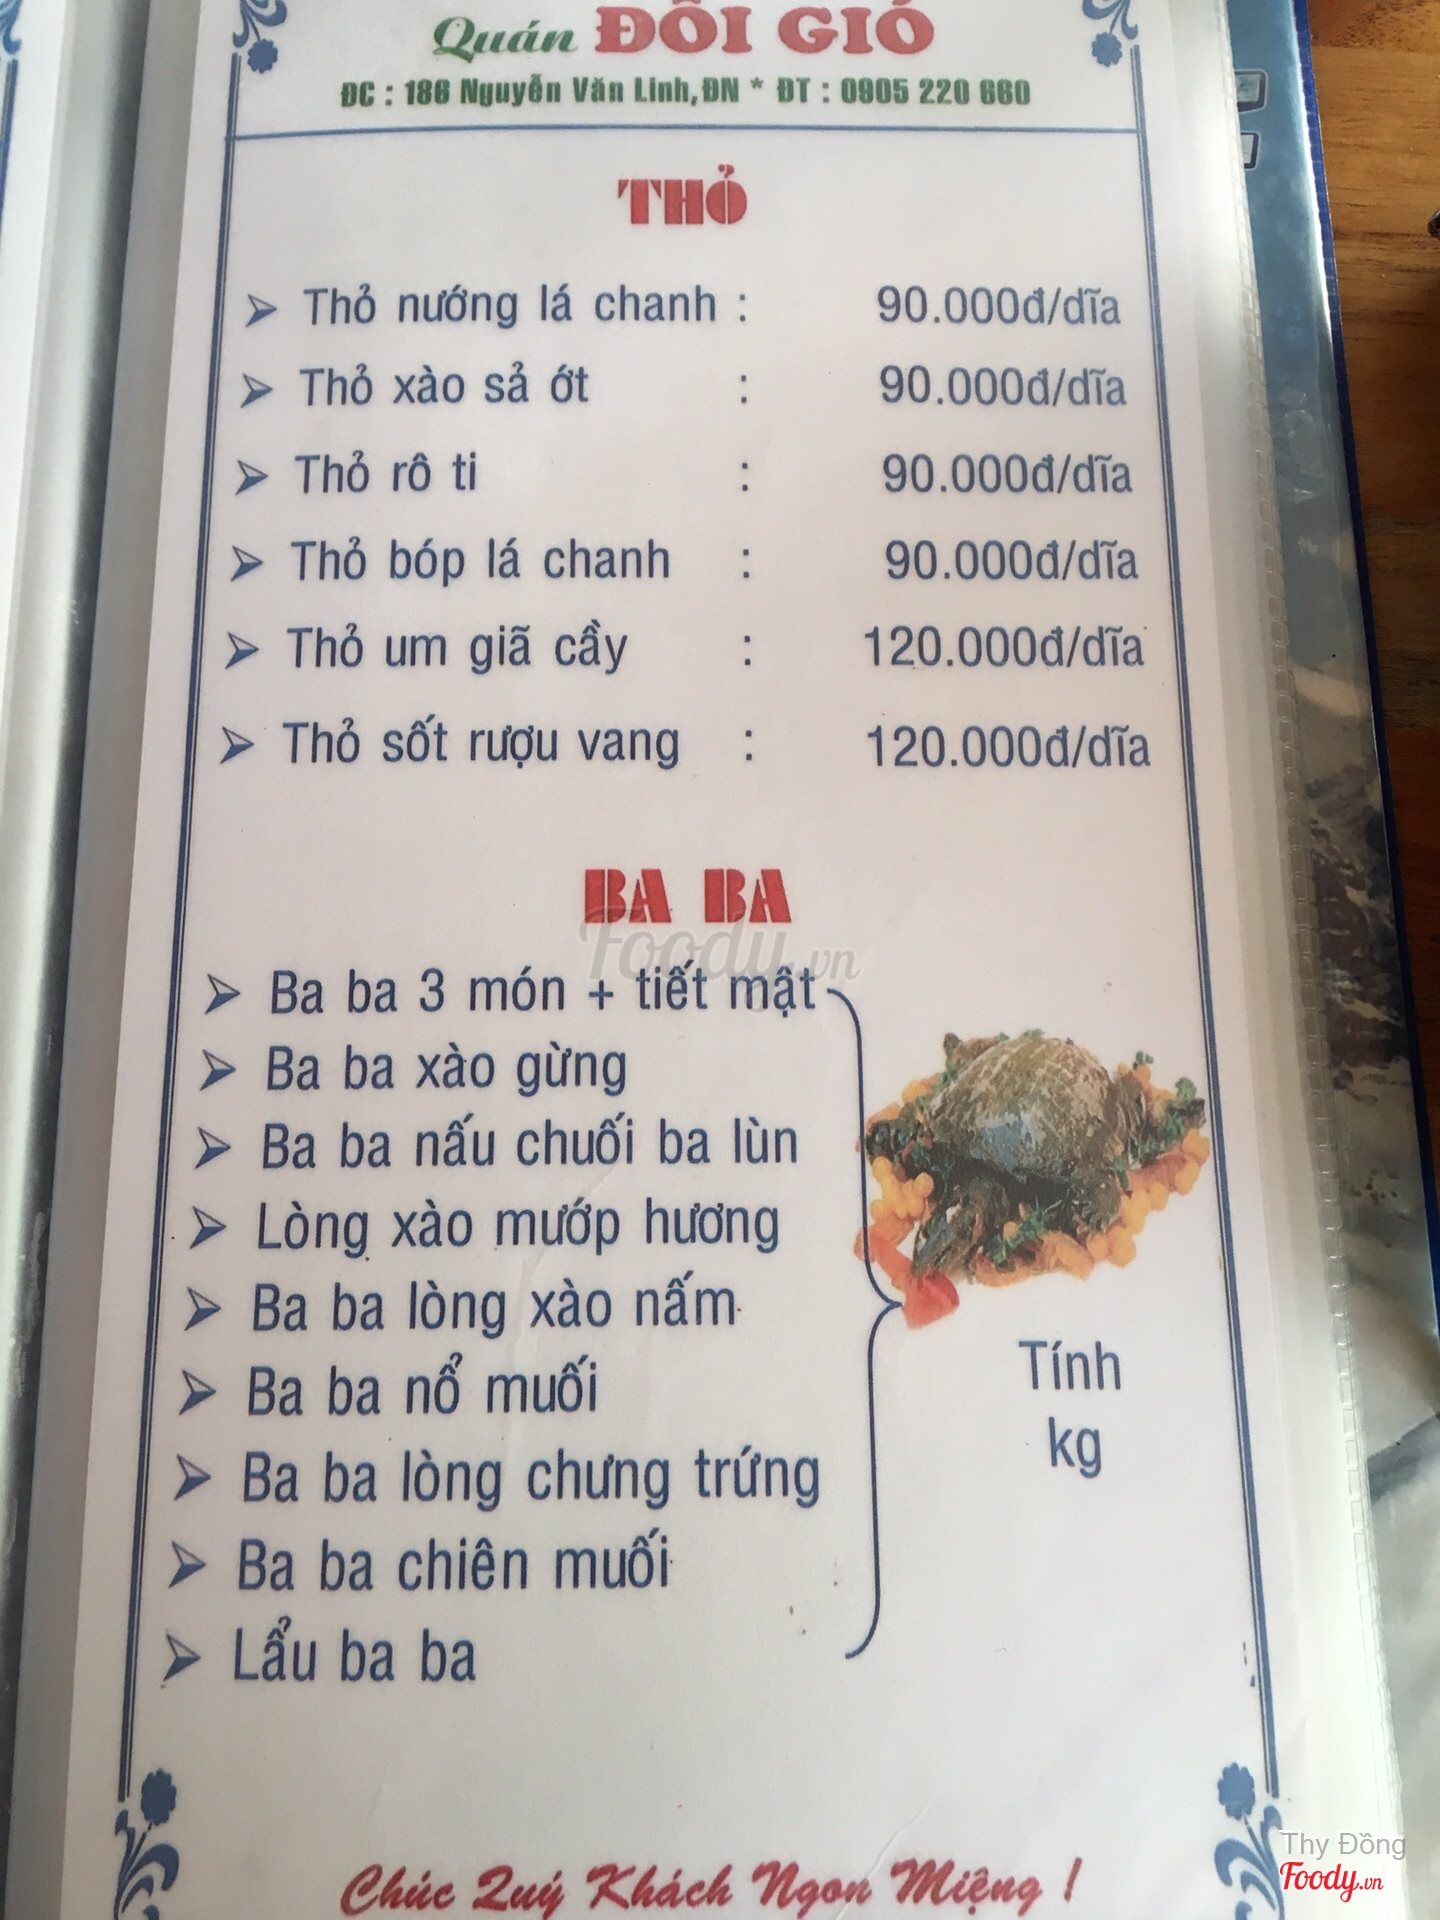 Quán ĐỒI GIÓ
ĐC : 186 Nguyễn Văn Linh,ĐN * ĐT : 0905 220 660
THỎ
Thỏ nướng lá chanh : 90.000đ/dĩa
Thỏ xào sả ớt : 90.000đ/dĩa
Thỏ rô ti : 90.000đ/dĩa
Thỏ bóp lá chanh : 90.000đ/dĩa
Thỏ um giã cầy : 120.000đ/dĩa
Thỏ sốt rượu vang : 120.000đ/dĩa
BA BA
Foody.vn
Ba ba 3 món + tiết mật
Ba ba xào gừng
Ba ba nấu chuối ba lùn
Lòng xào mướp hương
Ba ba lòng xào nấm
Ba ba nổ muối
Ba ba lòng chưng trứng
Ba ba chiên muối
Lẩu ba ba
Tính
kg
Chúc Quý Khách Ngon Miệng !
Thy Đồng
Foody.vn